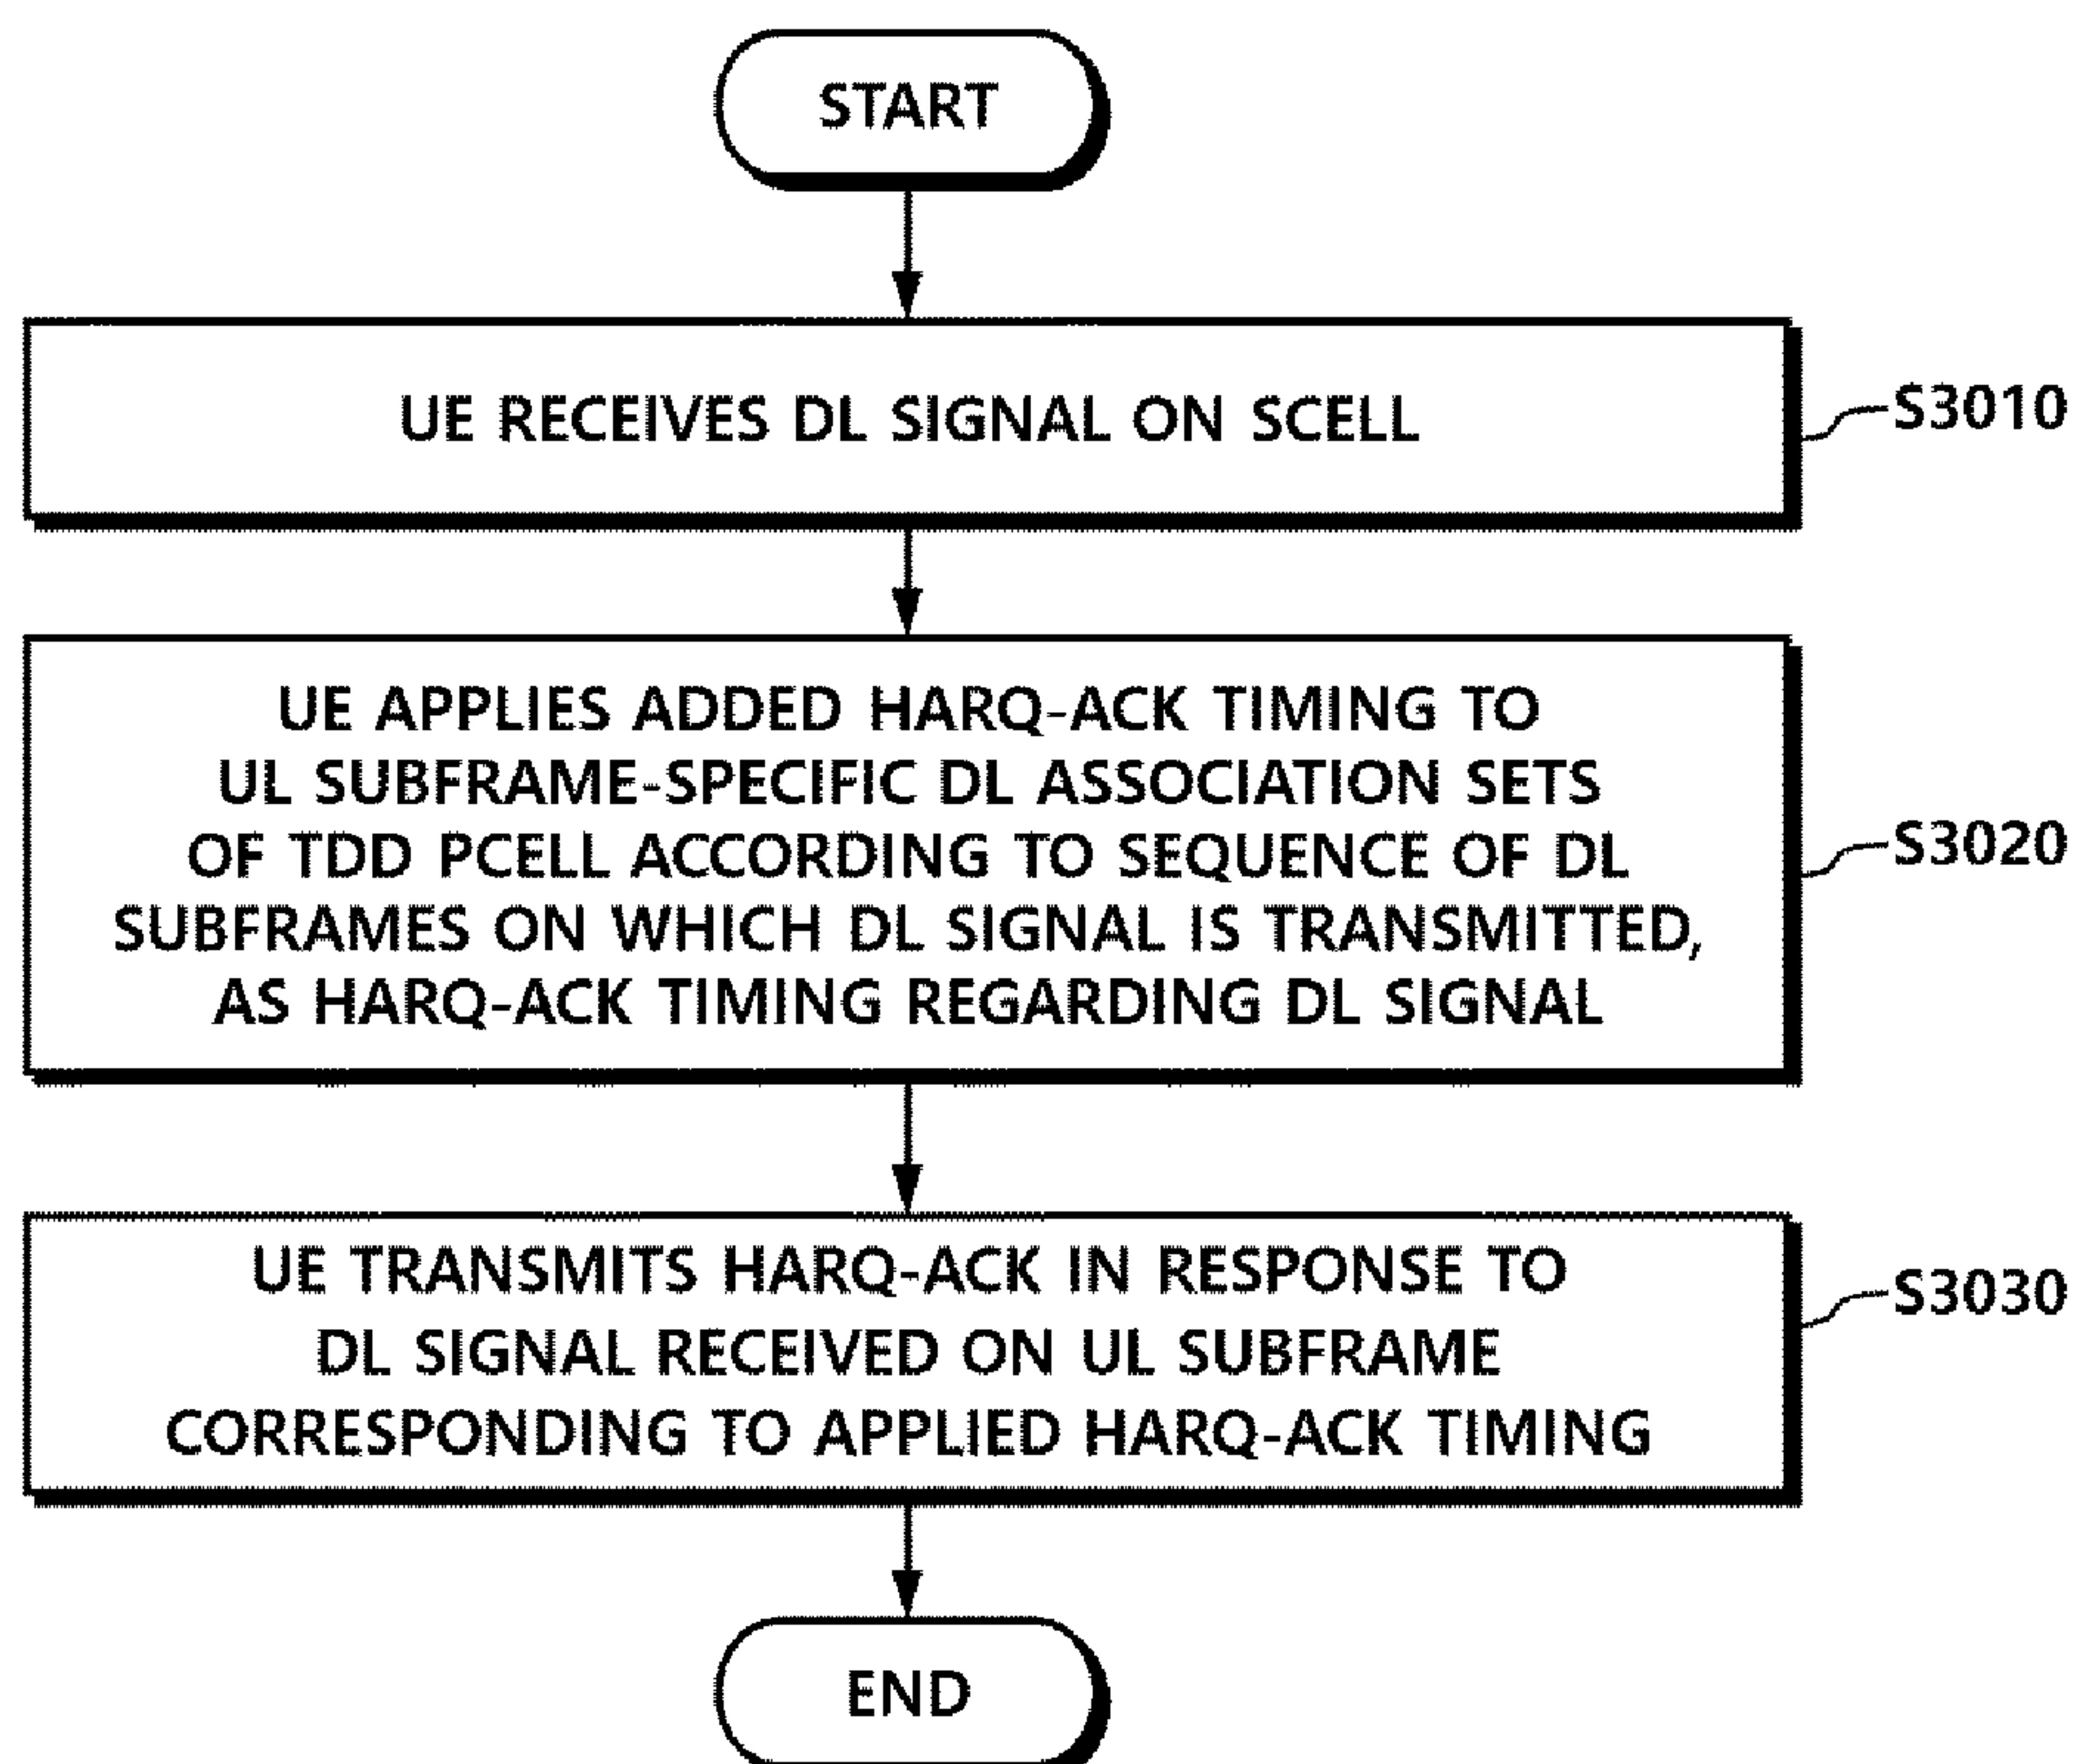 START
UE RECEIVES DL SIGNAL ON SCELL
S3010
UE APPLIES ADDED HARQ-ACK TIMING TO
UL SUBFRAME-SPECIFIC DL ASSOCIATION SETS
OF TDD PCELL ACCORDING TO SEQUENCE OF DL
SUBFRAMES ON WHICH DL SIGNAL IS TRANSMITTED,
AS HARQ-ACK TIMING REGARDING DL SIGNAL
S3020
UE TRANSMITS HARQ-ACK IN RESPONSE TO
DL SIGNAL RECEIVED ON UL SUBFRAME
CORRESPONDING TO APPLIED HARQ-ACK TIMING
S3030
END